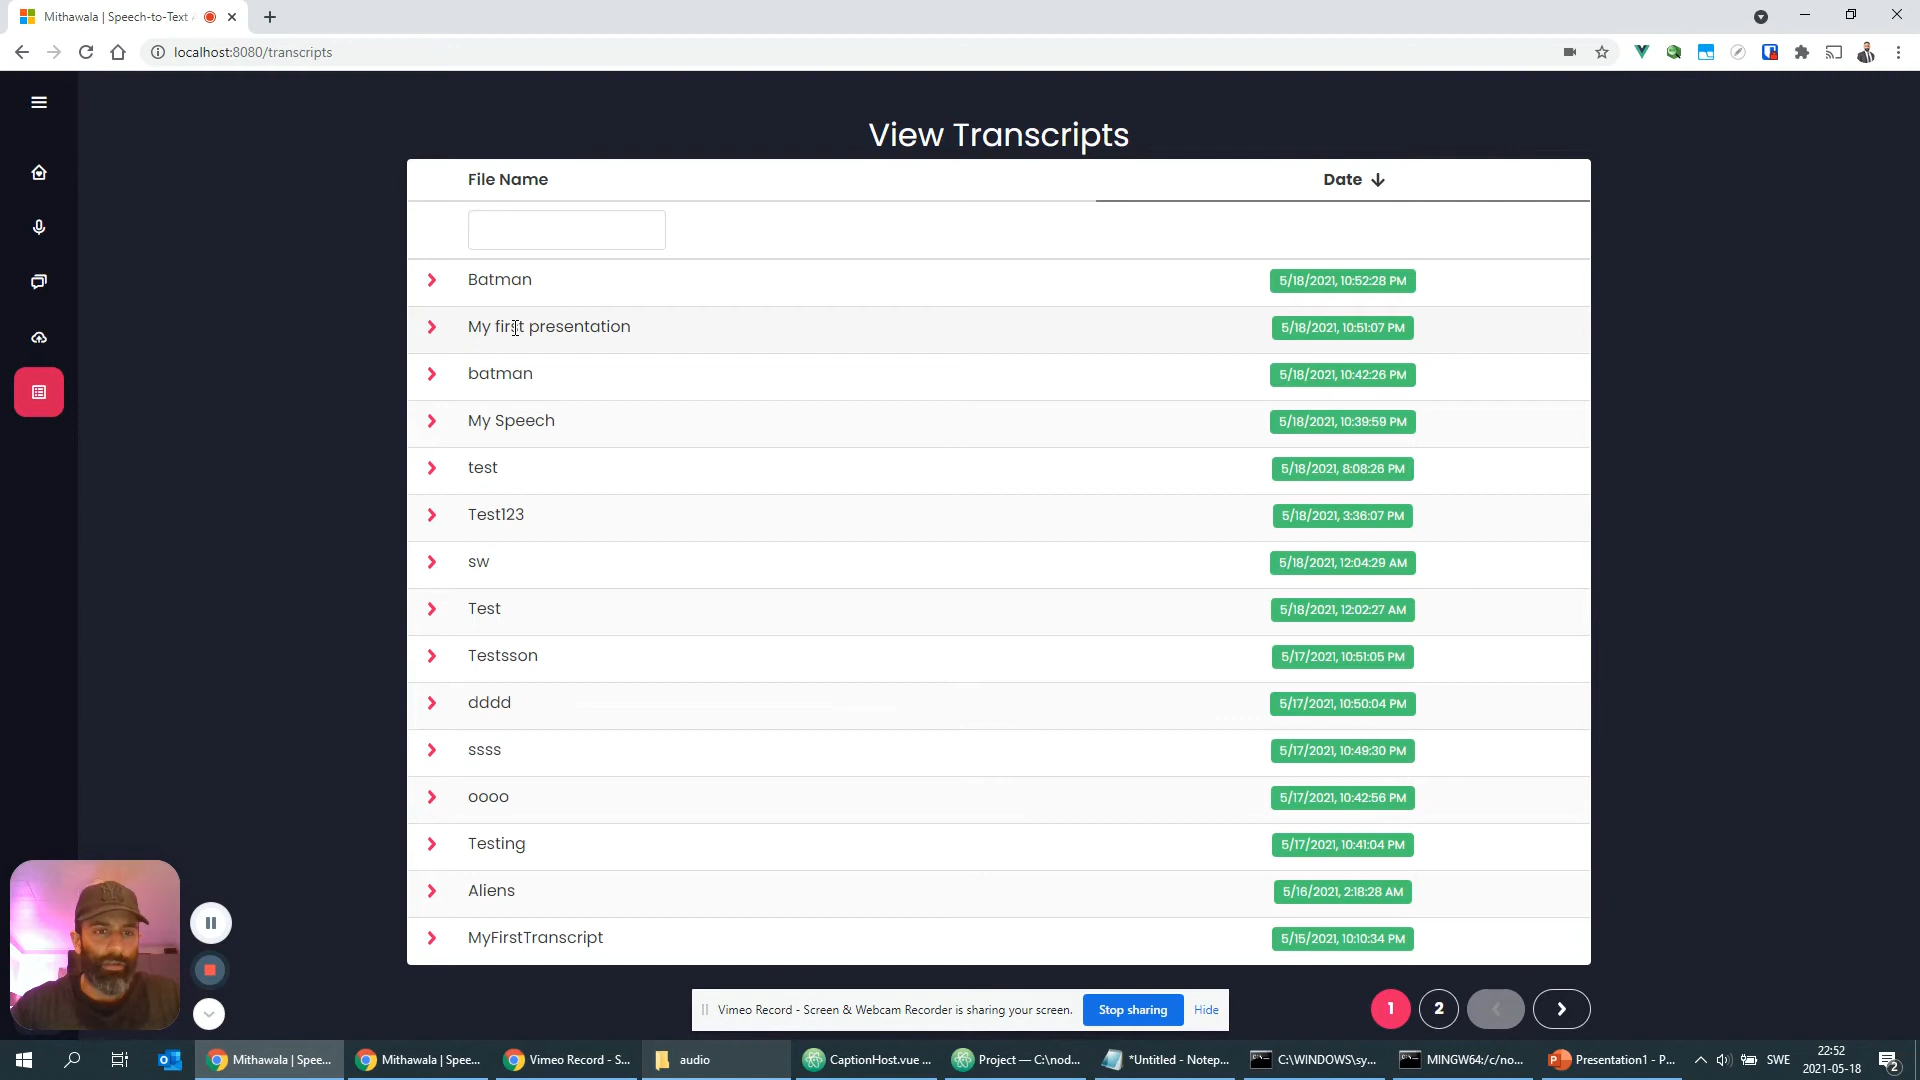 Mithawala | Speech-to-Text
localhost:8080/transcripts
View Transcripts
File Name
Date
Batman
5/18/2021, 10:52:28 PM
My first presentation
5/18/2021, 10:51:07 PM
batman
5/18/2021, 10:42:26 PM
My Speech
5/18/2021, 10:39:59 PM
test
5/18/2021, 8:08:26 PM
Test123
5/18/2021, 3:36:07 PM
sw
5/18/2021, 12:04:29 AM
Test
5/18/2021, 12:02:27 AM
Testsson
5/17/2021, 10:51:05 PM
dddd
5/17/2021, 10:50:04 PM
ssss
5/17/2021, 10:49:30 PM
oooo
5/17/2021, 10:42:56 PM
Testing
5/17/2021, 10:41:04 PM
Aliens
5/16/2021, 2:18:28 AM
MyFirstTranscript
5/15/2021, 10:10:34 PM
Vimeo Record - Screen & Webcam Recorder is sharing your screen.
Stop sharing
Hide
1
2
Mithawala | Spee...
Mithawala | Spee...
Vimeo Record - S...
audio
CaptionHost.vue ...
Project — C:\nod...
*Untitled - Notep...
C:\WINDOWS\sy...
MINGW64:/c/no...
Presentation1 - P...
SWE
22:52
2021-05-18
2